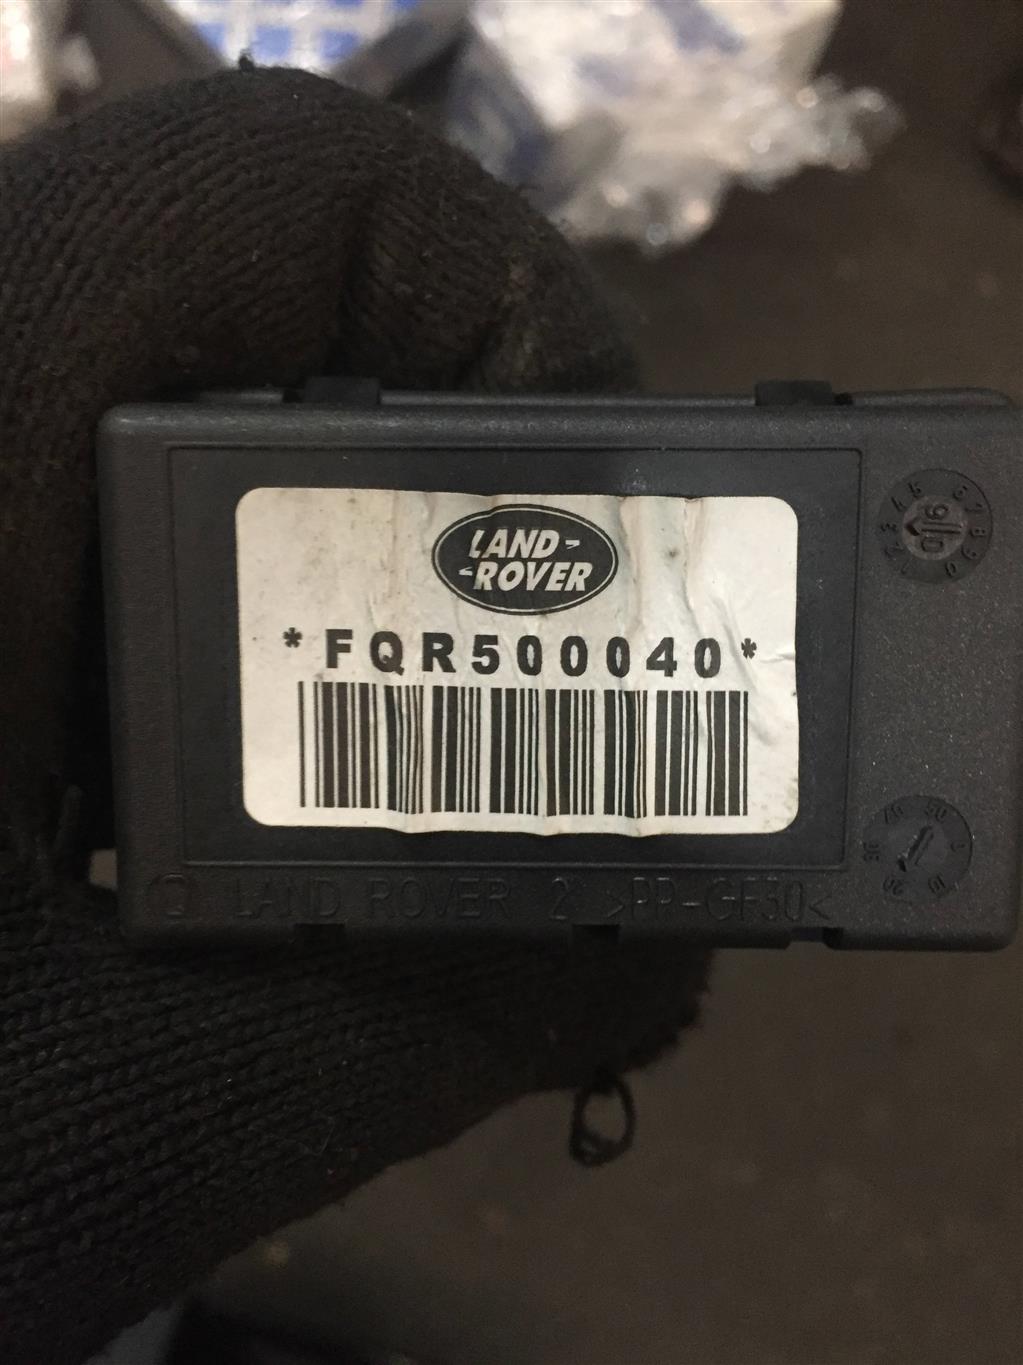 LAND-
-ROVER
*FQR500040*
LAND ROVER 2 >PP-GF30<